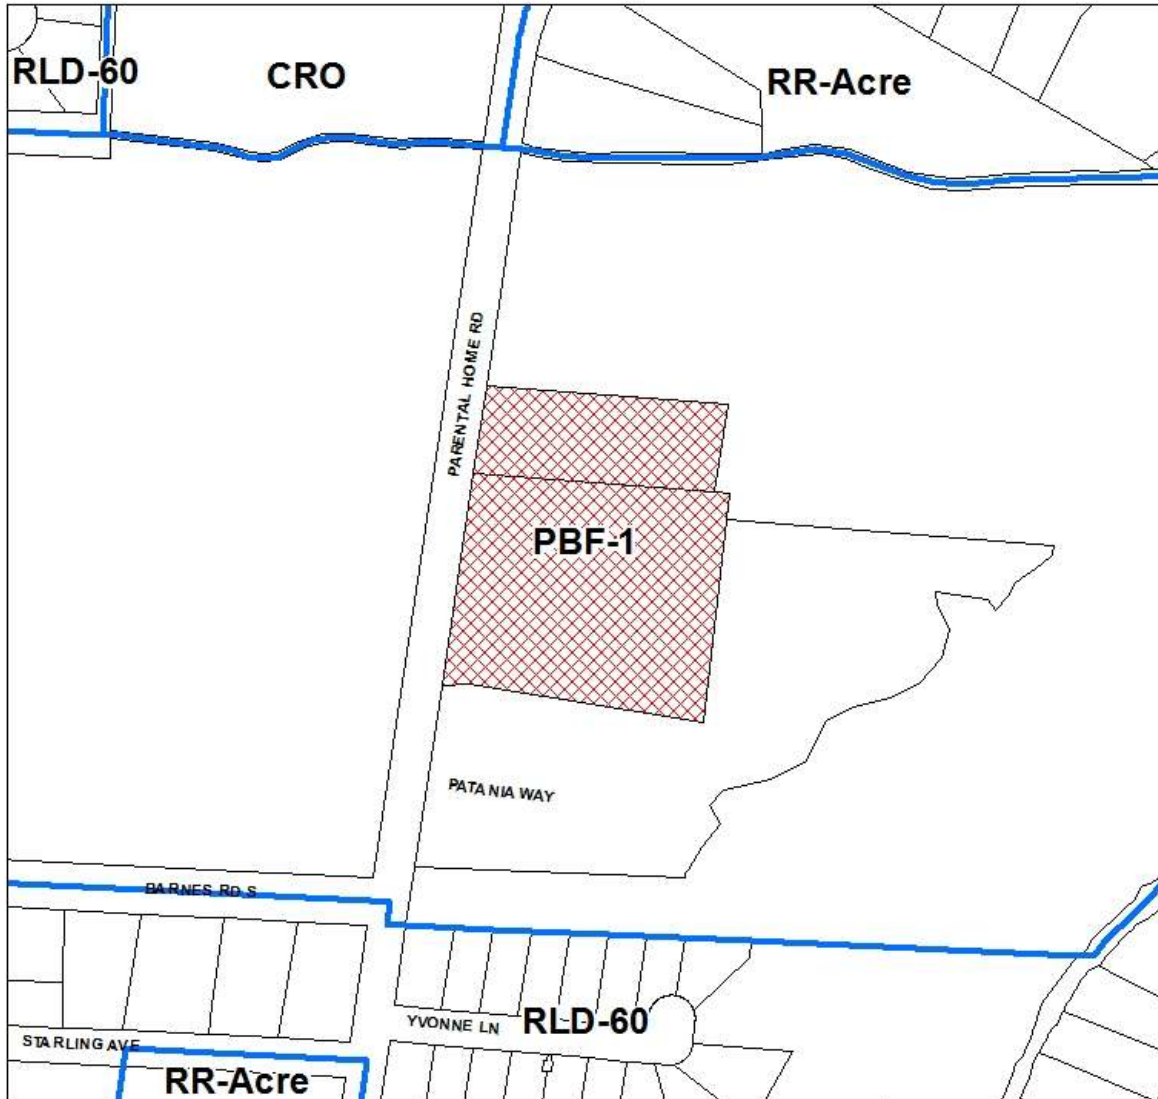 RLD-60
CRO
RR-Acre
PARENTAL HOME RD
PBF-1
PATANIA WAY
BARNES RD S
YVONNE LN
RLD-60
STARLING AVE
RR-Acre